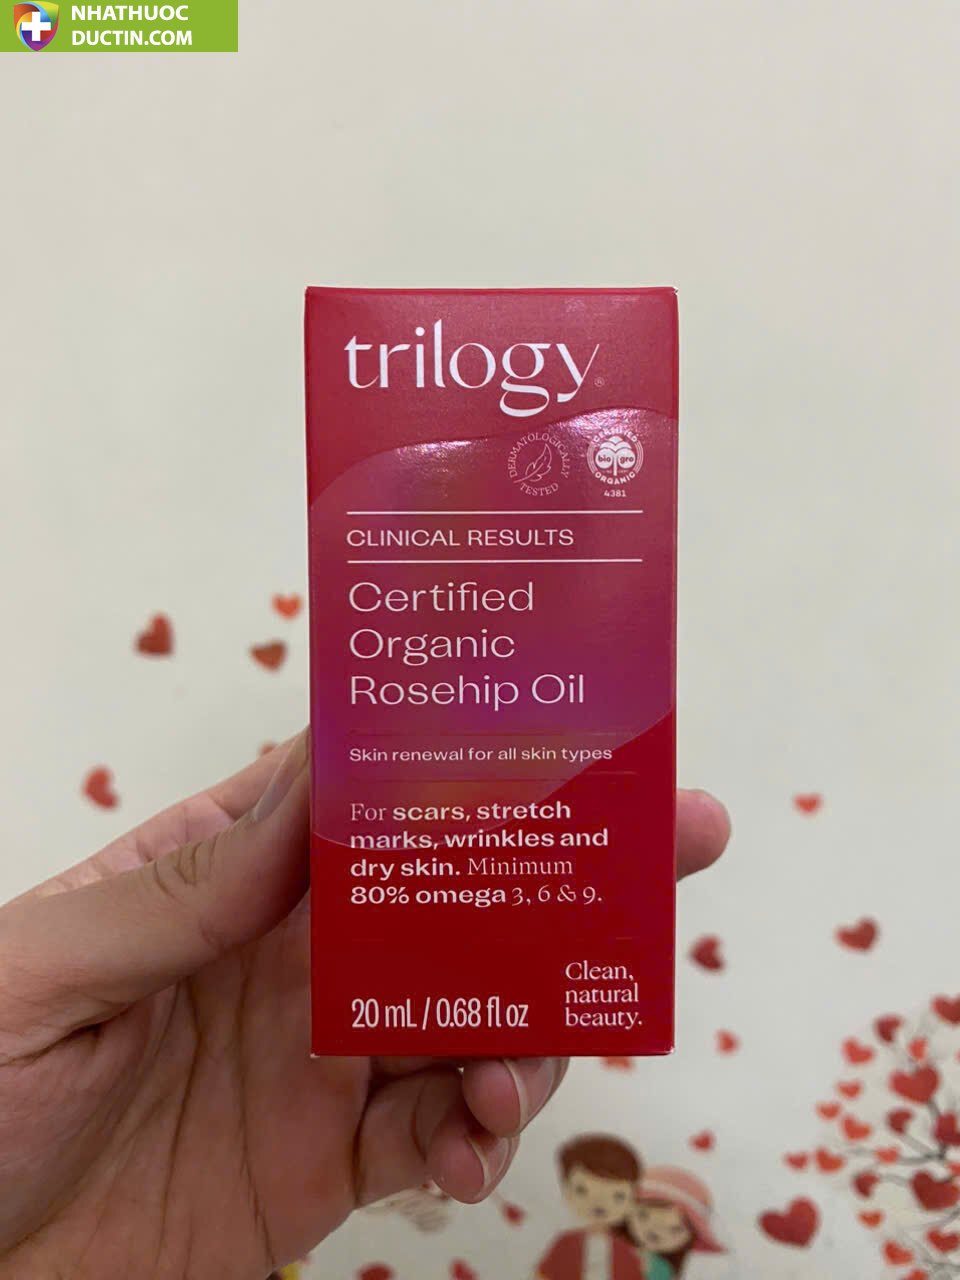 NHATHUOC
DUCTIN.COM
trilogy®
DERMATOLOGICALLY
TESTED
CERTIFIED
bio gro
ORGANIC
4381
CLINICAL RESULTS
Certified
Organic
Rosehip Oil
Skin renewal for all skin types
For scars, stretch
marks, wrinkles and
dry skin. Minimum
80% omega 3, 6 & 9.
20 mL / 0.68 fl oz
Clean,
natural
beauty.